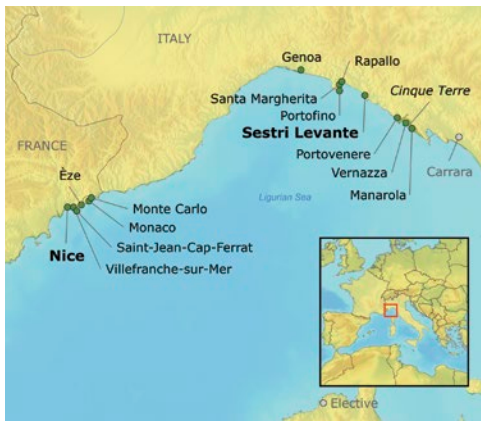 ITALY
Genoa
Rapallo
Santa Margherita
Cinque Terre
Portofino
Sestri Levante
FRANCE
Portovenere
Carrara
Èze
Vernazza
Manarola
Ligurian Sea
Monte Carlo
Monaco
Saint-Jean-Cap-Ferrat
Nice
Villefranche-sur-Mer
Elective